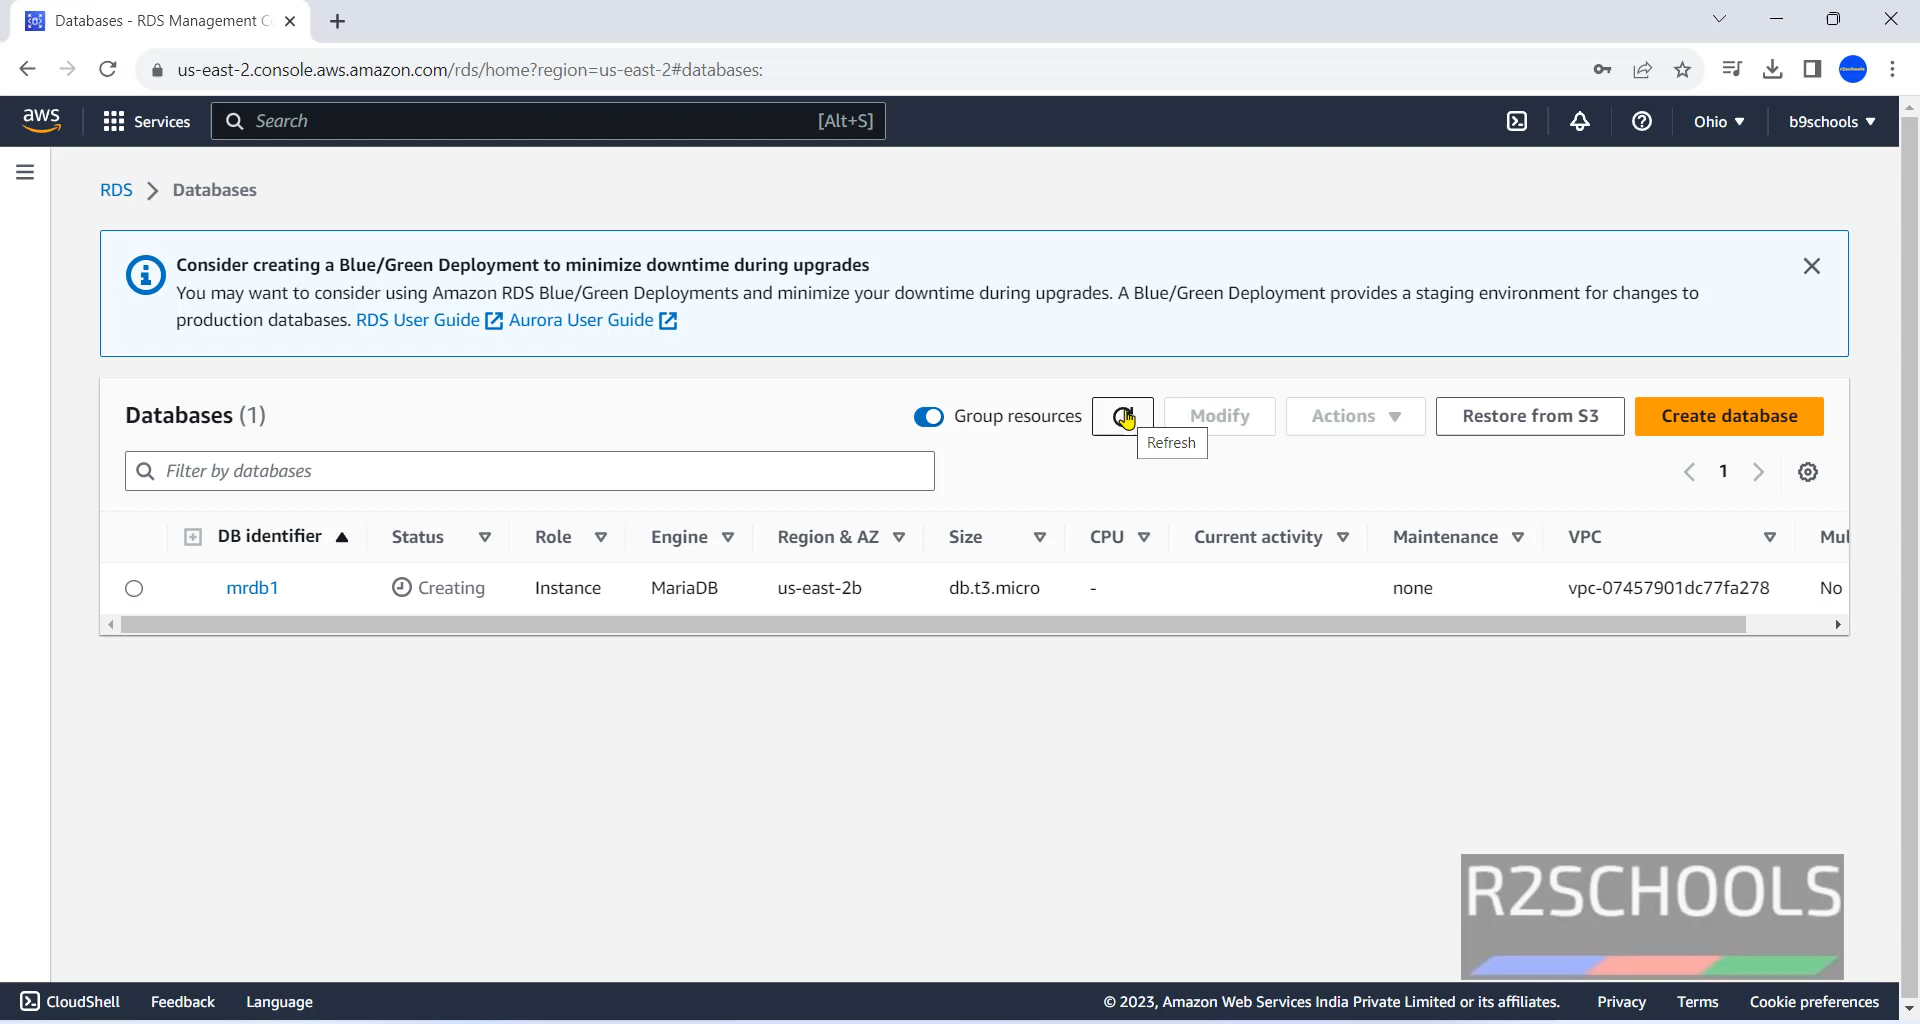 Databases - RDS Management C
us-east-2.console.aws.amazon.com/rds/home?region=us-east-2#databases:
aws Services Search [Alt+S] Ohio b9schools
RDS Databases
Consider creating a Blue/Green Deployment to minimize downtime during upgrades
You may want to consider using Amazon RDS Blue/Green Deployments and minimize your downtime during upgrades. A Blue/Green Deployment provides a staging environment for changes to
production databases. RDS User Guide Aurora User Guide
Databases (1) Group resources Modify Actions Restore from S3 Create database
Refresh
Filter by databases 1
DB identifier Status Role Engine Region & AZ Size CPU Current activity Maintenance VPC Mul
mrdb1 Creating Instance MariaDB us-east-2b db.t3.micro - none vpc-07457901dc77fa278 No
R2SCHOOLS
CloudShell Feedback Language © 2023, Amazon Web Services India Private Limited or its affiliates. Privacy Terms Cookie preferences